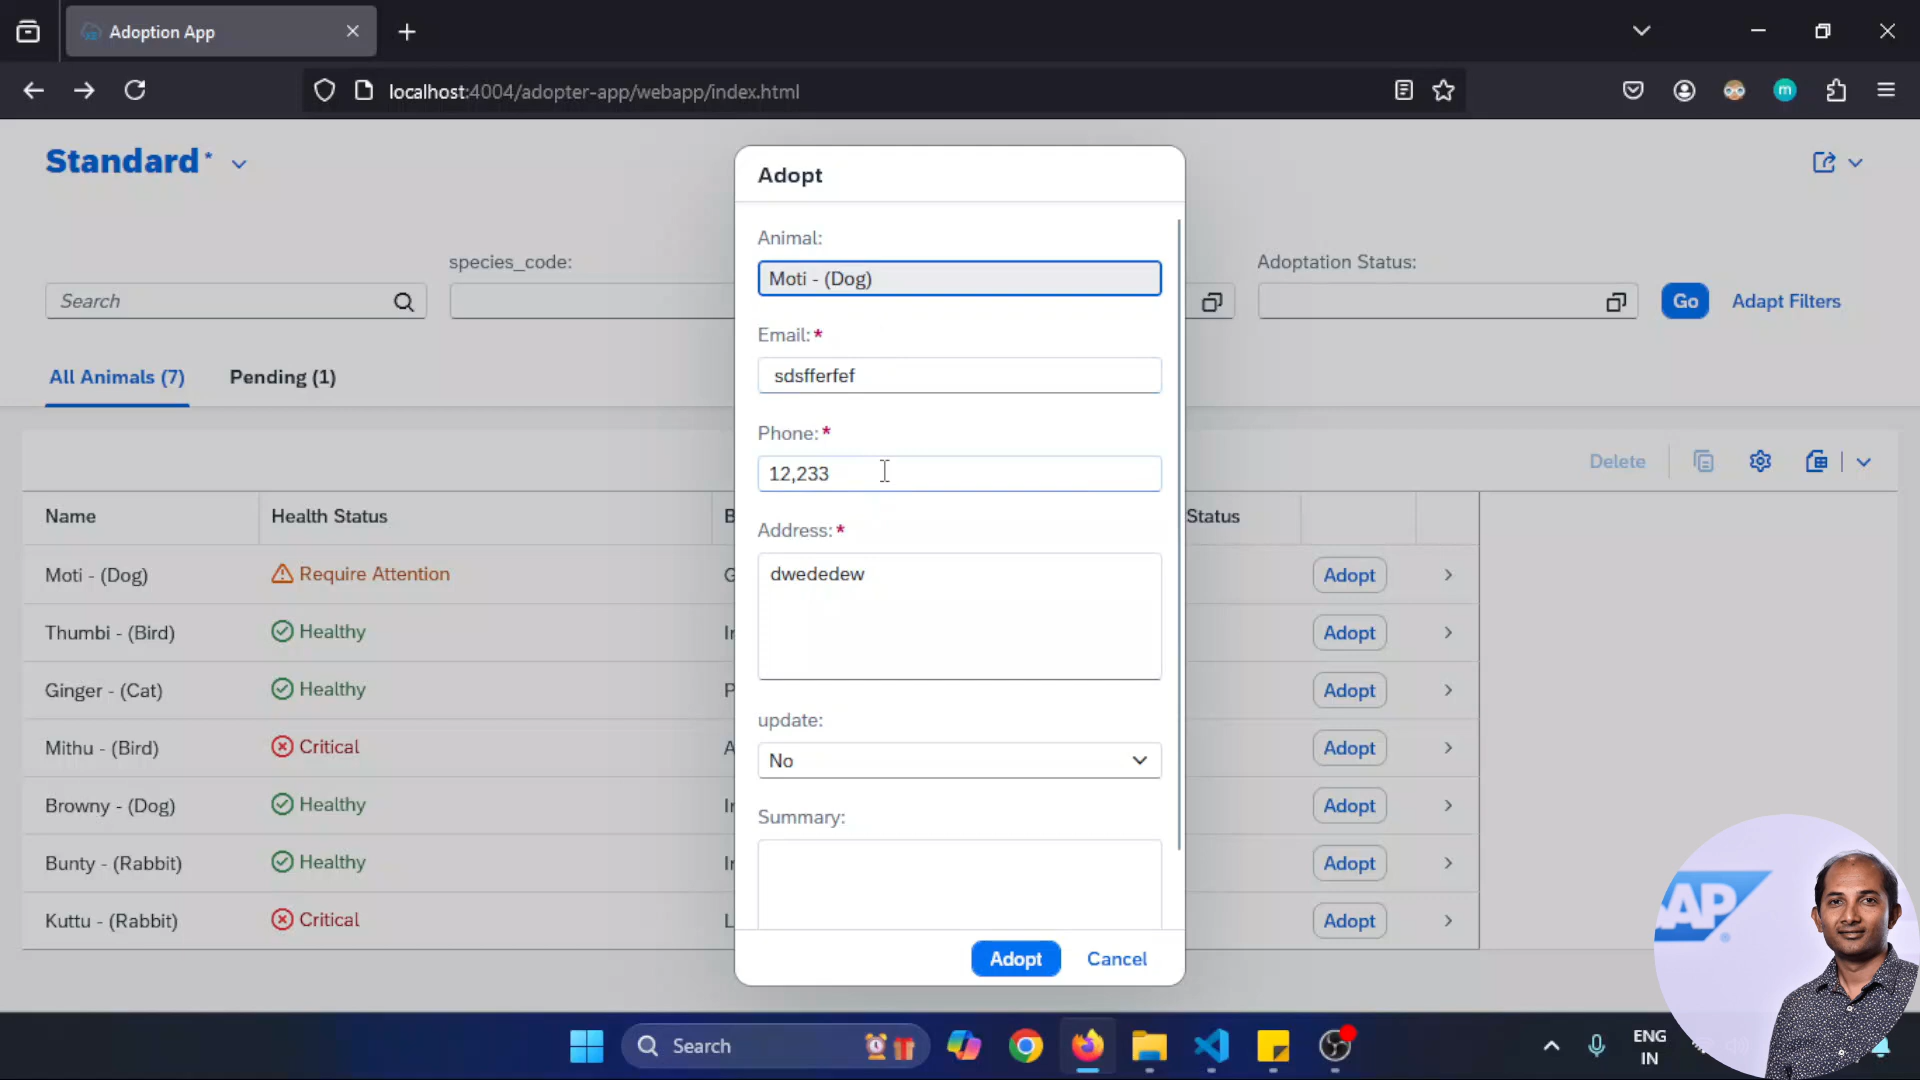 Adoption App
localhost:4004/adopter-app/webapp/index.html
m
Standard *
Adopt
Animal:
Moti - (Dog)
Email:*
sdsfferfef
Phone:*
12,233
Address:*
dwededew
update:
No
Summary:
Adopt Cancel
species_code: Adoptation Status:
Search Go Adapt Filters
All Animals (7) Pending (1)
Delete
Name Health Status Status
Moti - (Dog) Require Attention Adopt
Thumbi - (Bird) Healthy Adopt
Ginger - (Cat) Healthy Adopt
Mithu - (Bird) Critical Adopt
Browny - (Dog) Healthy Adopt
Bunty - (Rabbit) Healthy Adopt
Kuttu - (Rabbit) Critical Adopt
AP
Search
ENG
IN